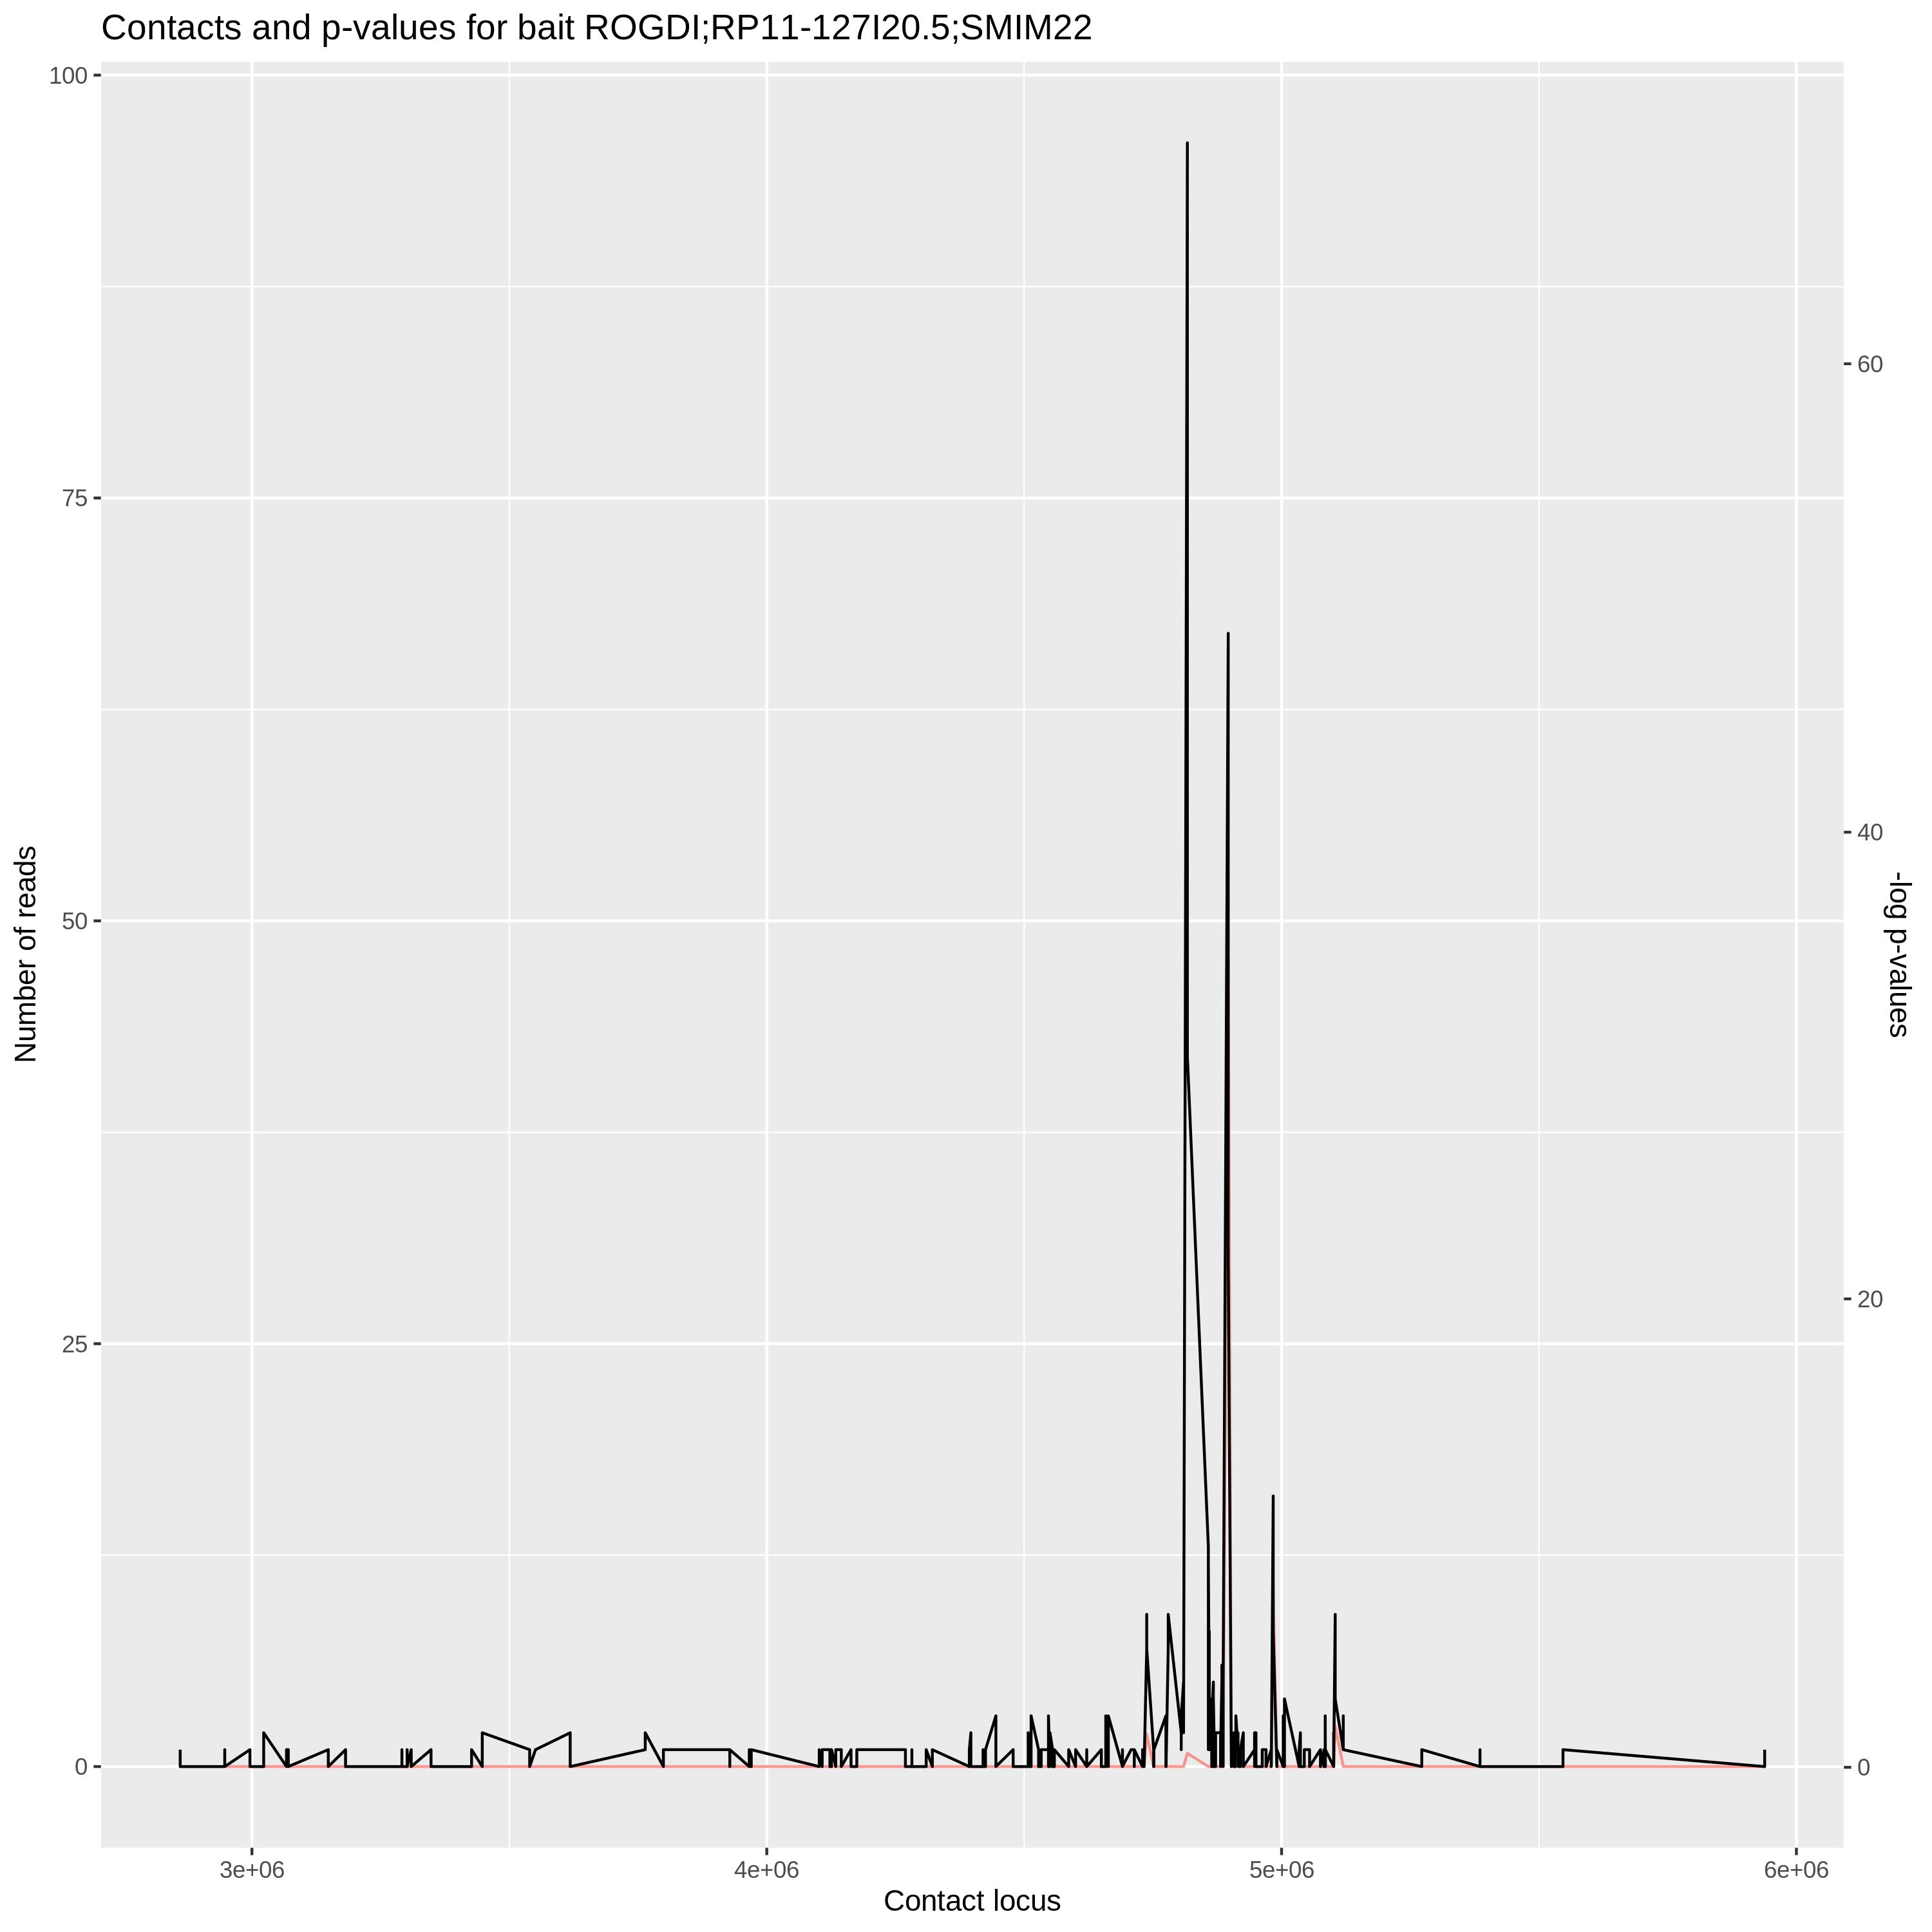 Contacts and p-values for bait ROGDI;RP11-127I20.5;SMIM22
100
75
50
25
0
Number of reads
60
40
20
0
-log p-values
3e+06
4e+06
5e+06
6e+06
Contact locus